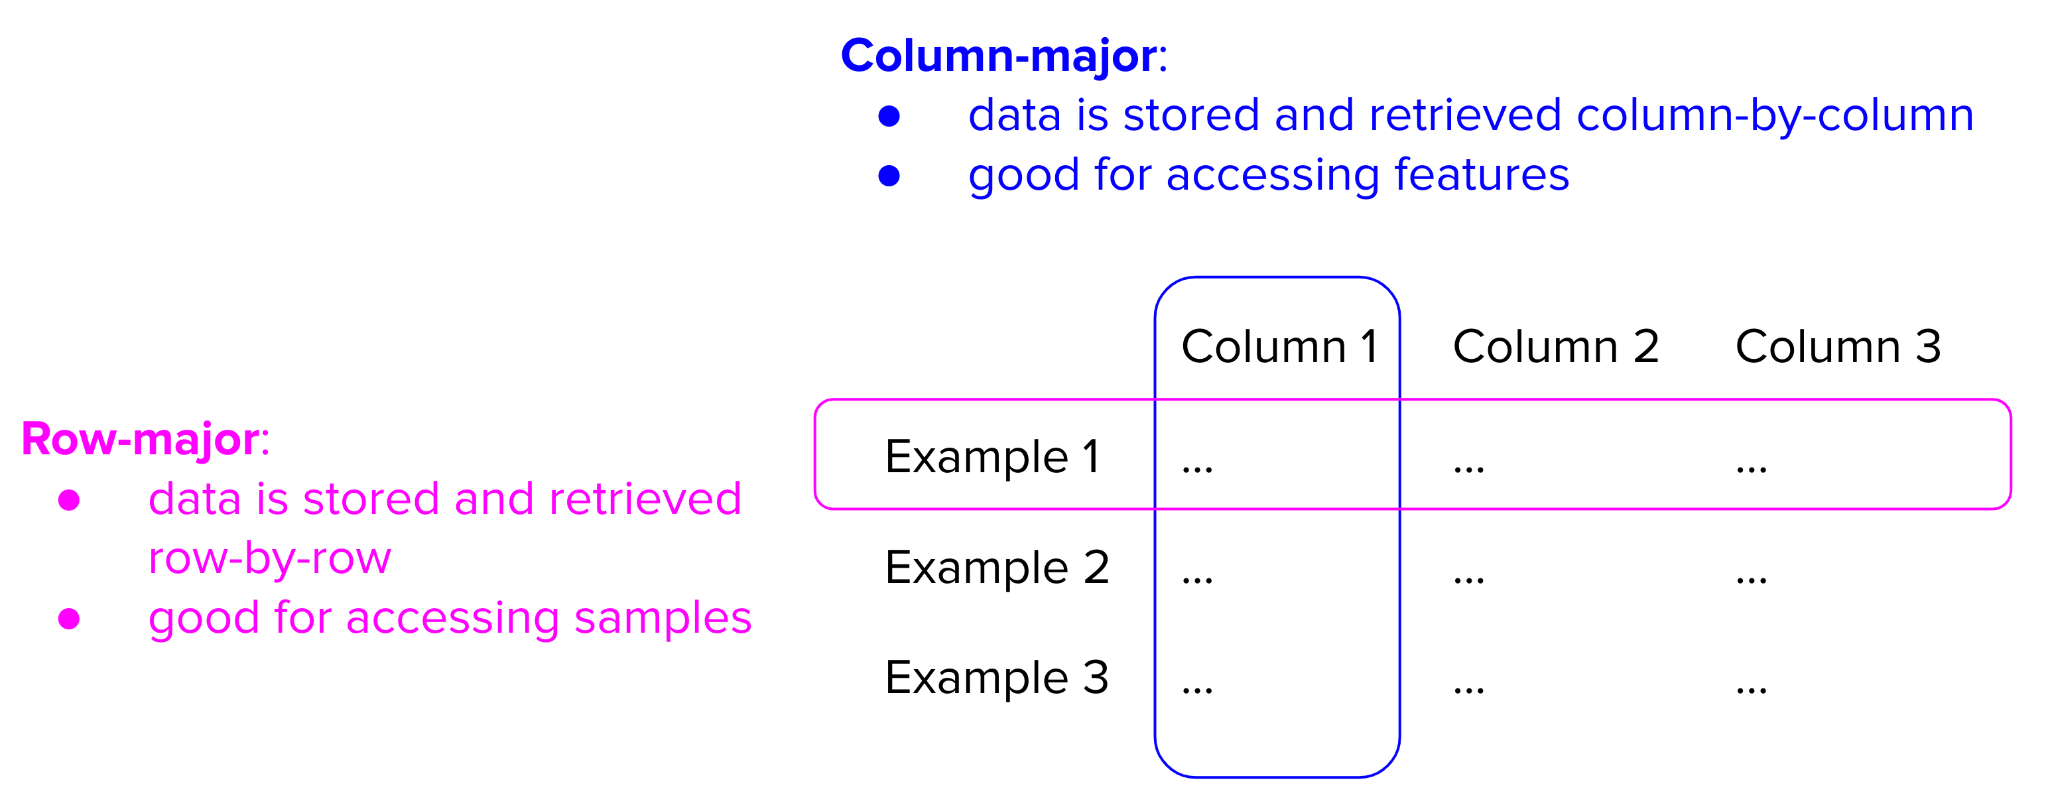 Column-major:
● data is stored and retrieved column-by-column
● good for accessing features
Row-major:
● data is stored and retrieved
row-by-row
● good for accessing samples
Column 1 Column 2 Column 3
Example 1 ... ... ...
Example 2 ... ... ...
Example 3 ... ... ...